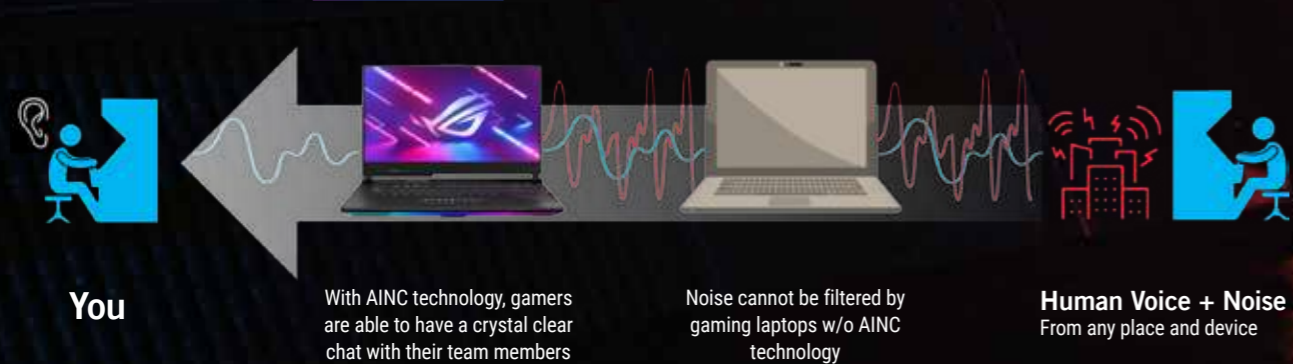 You
With AINC technology, gamers
are able to have a crystal clear
chat with their team members
Noise cannot be filtered by
gaming laptops w/o AINC
technology
Human Voice + Noise
From any place and device